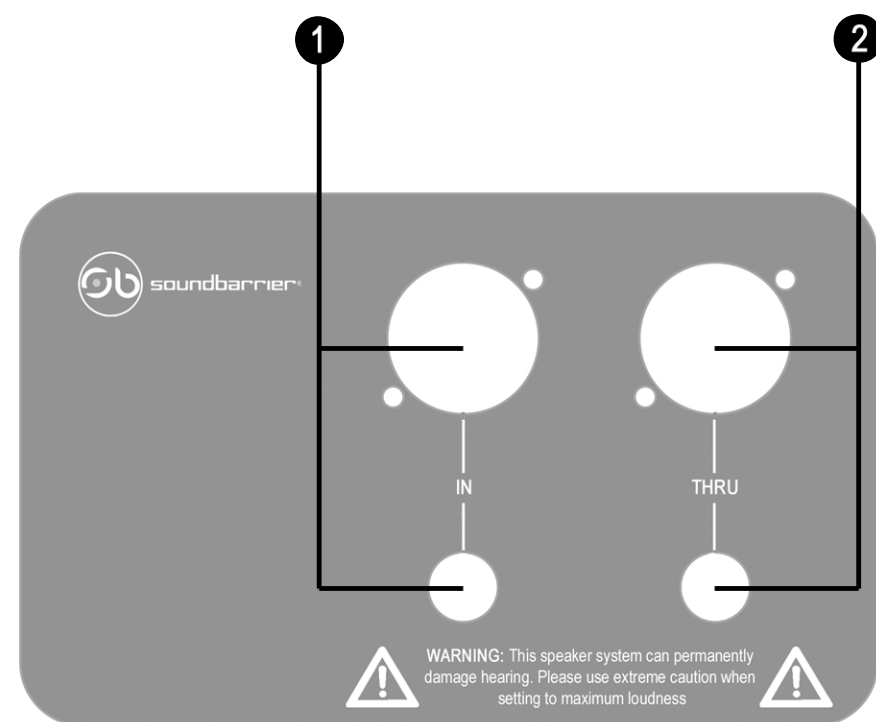 1
2
soundbarrier
IN
THRU
WARNING: This speaker system can permanently
damage hearing. Please use extreme caution when
setting to maximum loudness